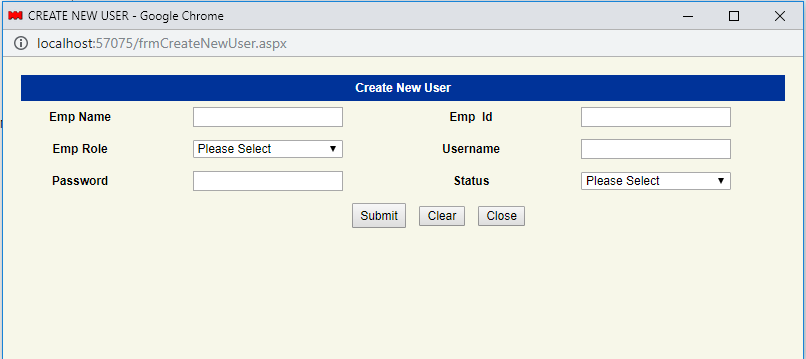 CREATE NEW USER - Google Chrome
localhost:57075/frmCreateNewUser.aspx
Create New User
Emp Name Emp Id
Emp Role Please Select Username
Password Status Please Select
Submit Clear Close